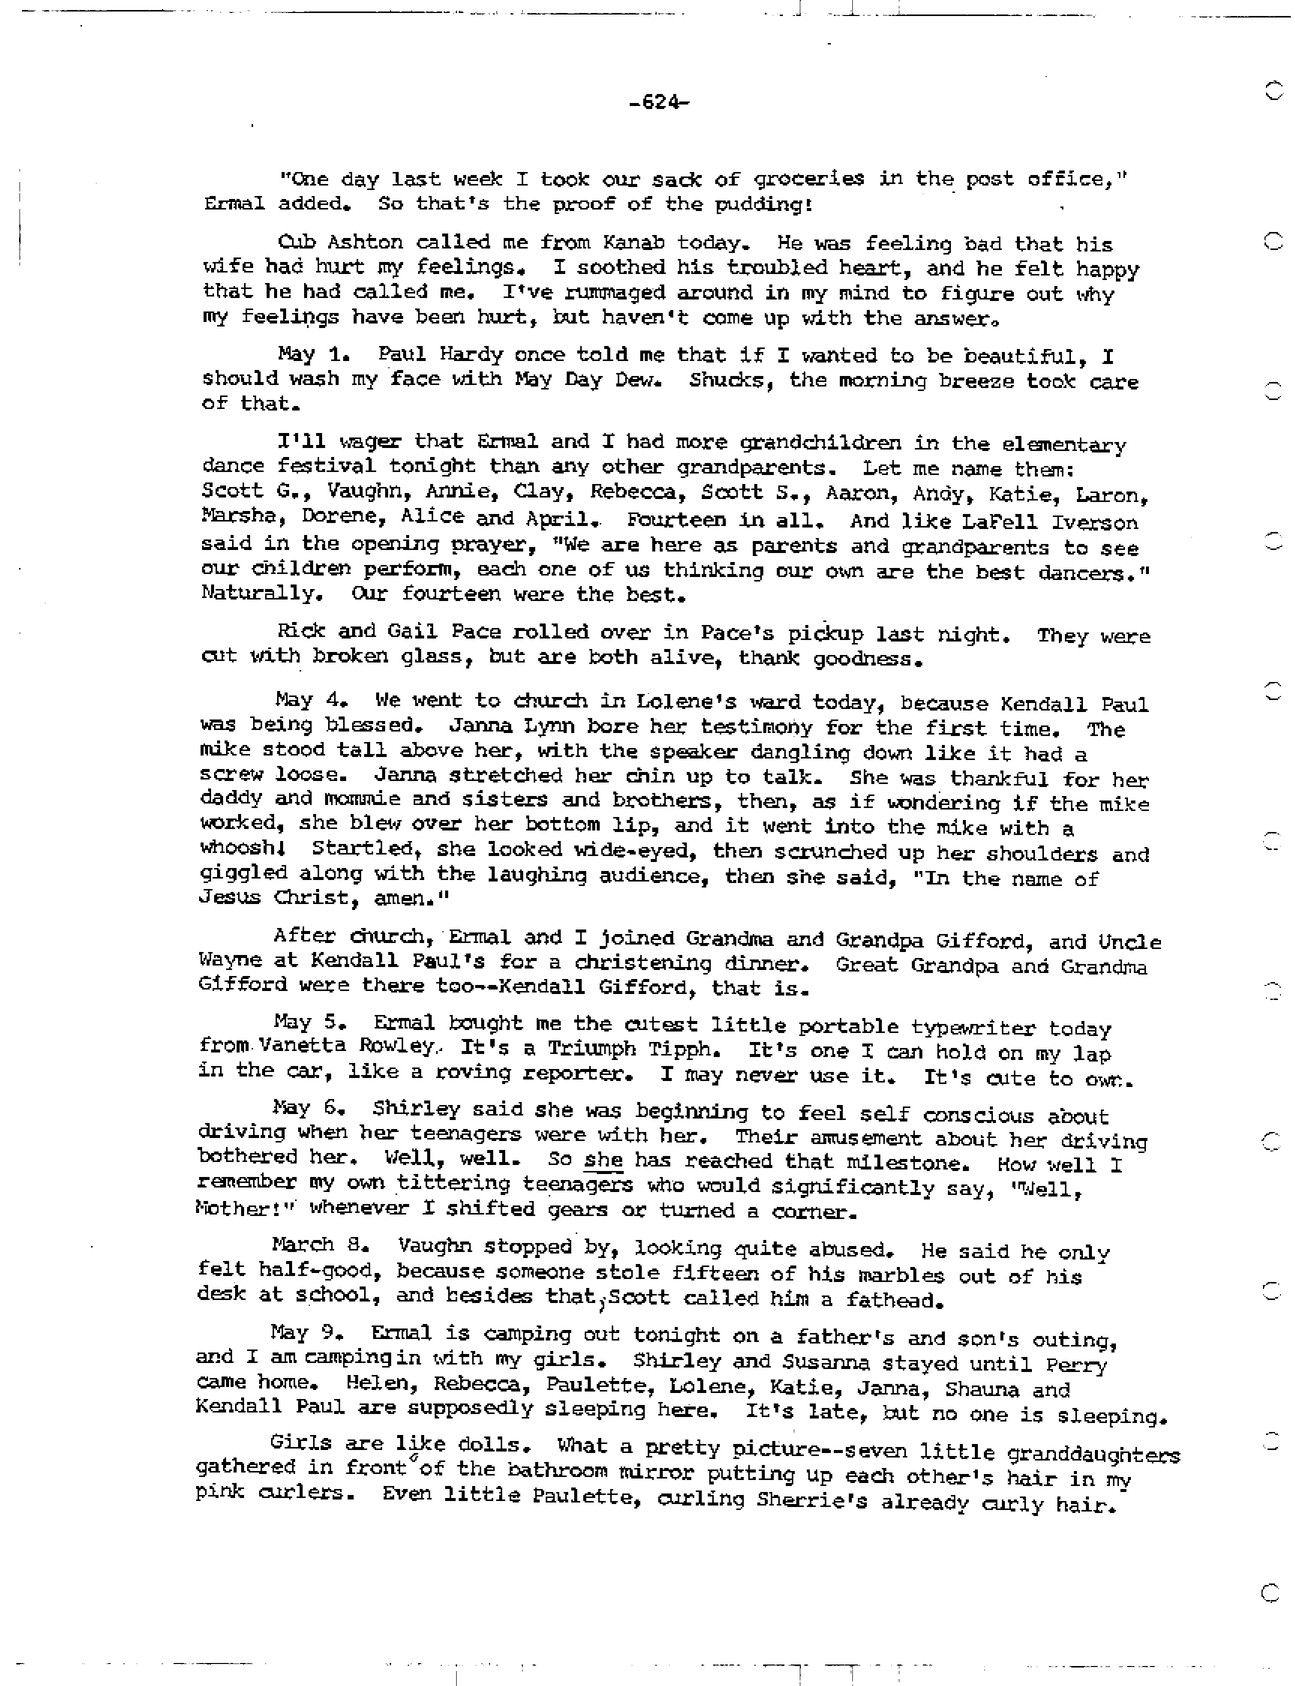 -624-
"One day last week I took our sack of groceries in the post office,"
Ermal added. So that's the proof of the pudding!
Cub Ashton called me from Kanab today. He was feeling bad that his
wife had hurt my feelings. I soothed his troubled heart, and he felt happy
that he had called me. I've rummaged around in my mind to figure out why
my feelings have been hurt, but haven't come up with the answer.
May 1. Paul Hardy once told me that if I wanted to be beautiful, I
should wash my face with May Day Dew. Shucks, the morning breeze took care
of that.
I'll wager that Ermal and I had more grandchildren in the elementary
dance festival tonight than any other grandparents. Let me name them:
Scott G., Vaughn, Annie, Clay, Rebecca, Scott S., Aaron, Andy, Katie, Laron,
Marsha, Dorene, Alice and April. Fourteen in all. And like LaFell Iverson
said in the opening prayer, "We are here as parents and grandparents to see
our children perform, each one of us thinking our own are the best dancers."
Naturally. Our fourteen were the best.
Rick and Gail Pace rolled over in Pace's pickup last night. They were
cut with broken glass, but are both alive, thank goodness.
May 4. We went to church in Lolene's ward today, because Kendall Paul
was being blessed. Janna Lynn bore her testimony for the first time. The
mike stood tall above her, with the speaker dangling down like it had a
screw loose. Janna stretched her chin up to talk. She was thankful for her
daddy and mommie and sisters and brothers, then, as if wondering if the mike
worked, she blew over her bottom lip, and it went into the mike with a
whoosh! Startled, she looked wide-eyed, then scrunched up her shoulders and
giggled along with the laughing audience, then she said, "In the name of
Jesus Christ, amen."
After church, Ermal and I joined Grandma and Grandpa Gifford, and Uncle
Wayne at Kendall Paul's for a christening dinner. Great Grandpa and Grandma
Gifford were there too--Kendall Gifford, that is.
May 5. Ermal bought me the cutest little portable typewriter today
from Vanetta Rowley. It's a Triumph Tipph. It's one I can hold on my lap
in the car, like a roving reporter. I may never use it. It's cute to own.
May 6. Shirley said she was beginning to feel self conscious about
driving when her teenagers were with her. Their amusement about her driving
bothered her. Well, well. So she has reached that milestone. How well I
remember my own tittering teenagers who would significantly say, "Well,
Mother!" whenever I shifted gears or turned a corner.
March 8. Vaughn stopped by, looking quite abused. He said he only
felt half-good, because someone stole fifteen of his marbles out of his
desk at school, and besides that, Scott called him a fathead.
May 9. Ermal is camping out tonight on a father's and son's outing,
and I am camping in with my girls. Shirley and Susanna stayed until Perry
came home. Helen, Rebecca, Paulette, Lolene, Katie, Janna, Shauna and
Kendall Paul are supposedly sleeping here. It's late, but no one is sleeping.
Girls are like dolls. What a pretty picture--seven little granddaughters
gathered in front of the bathroom mirror putting up each other's hair in my
pink curlers. Even little Paulette, curling Sherrie's already curly hair.